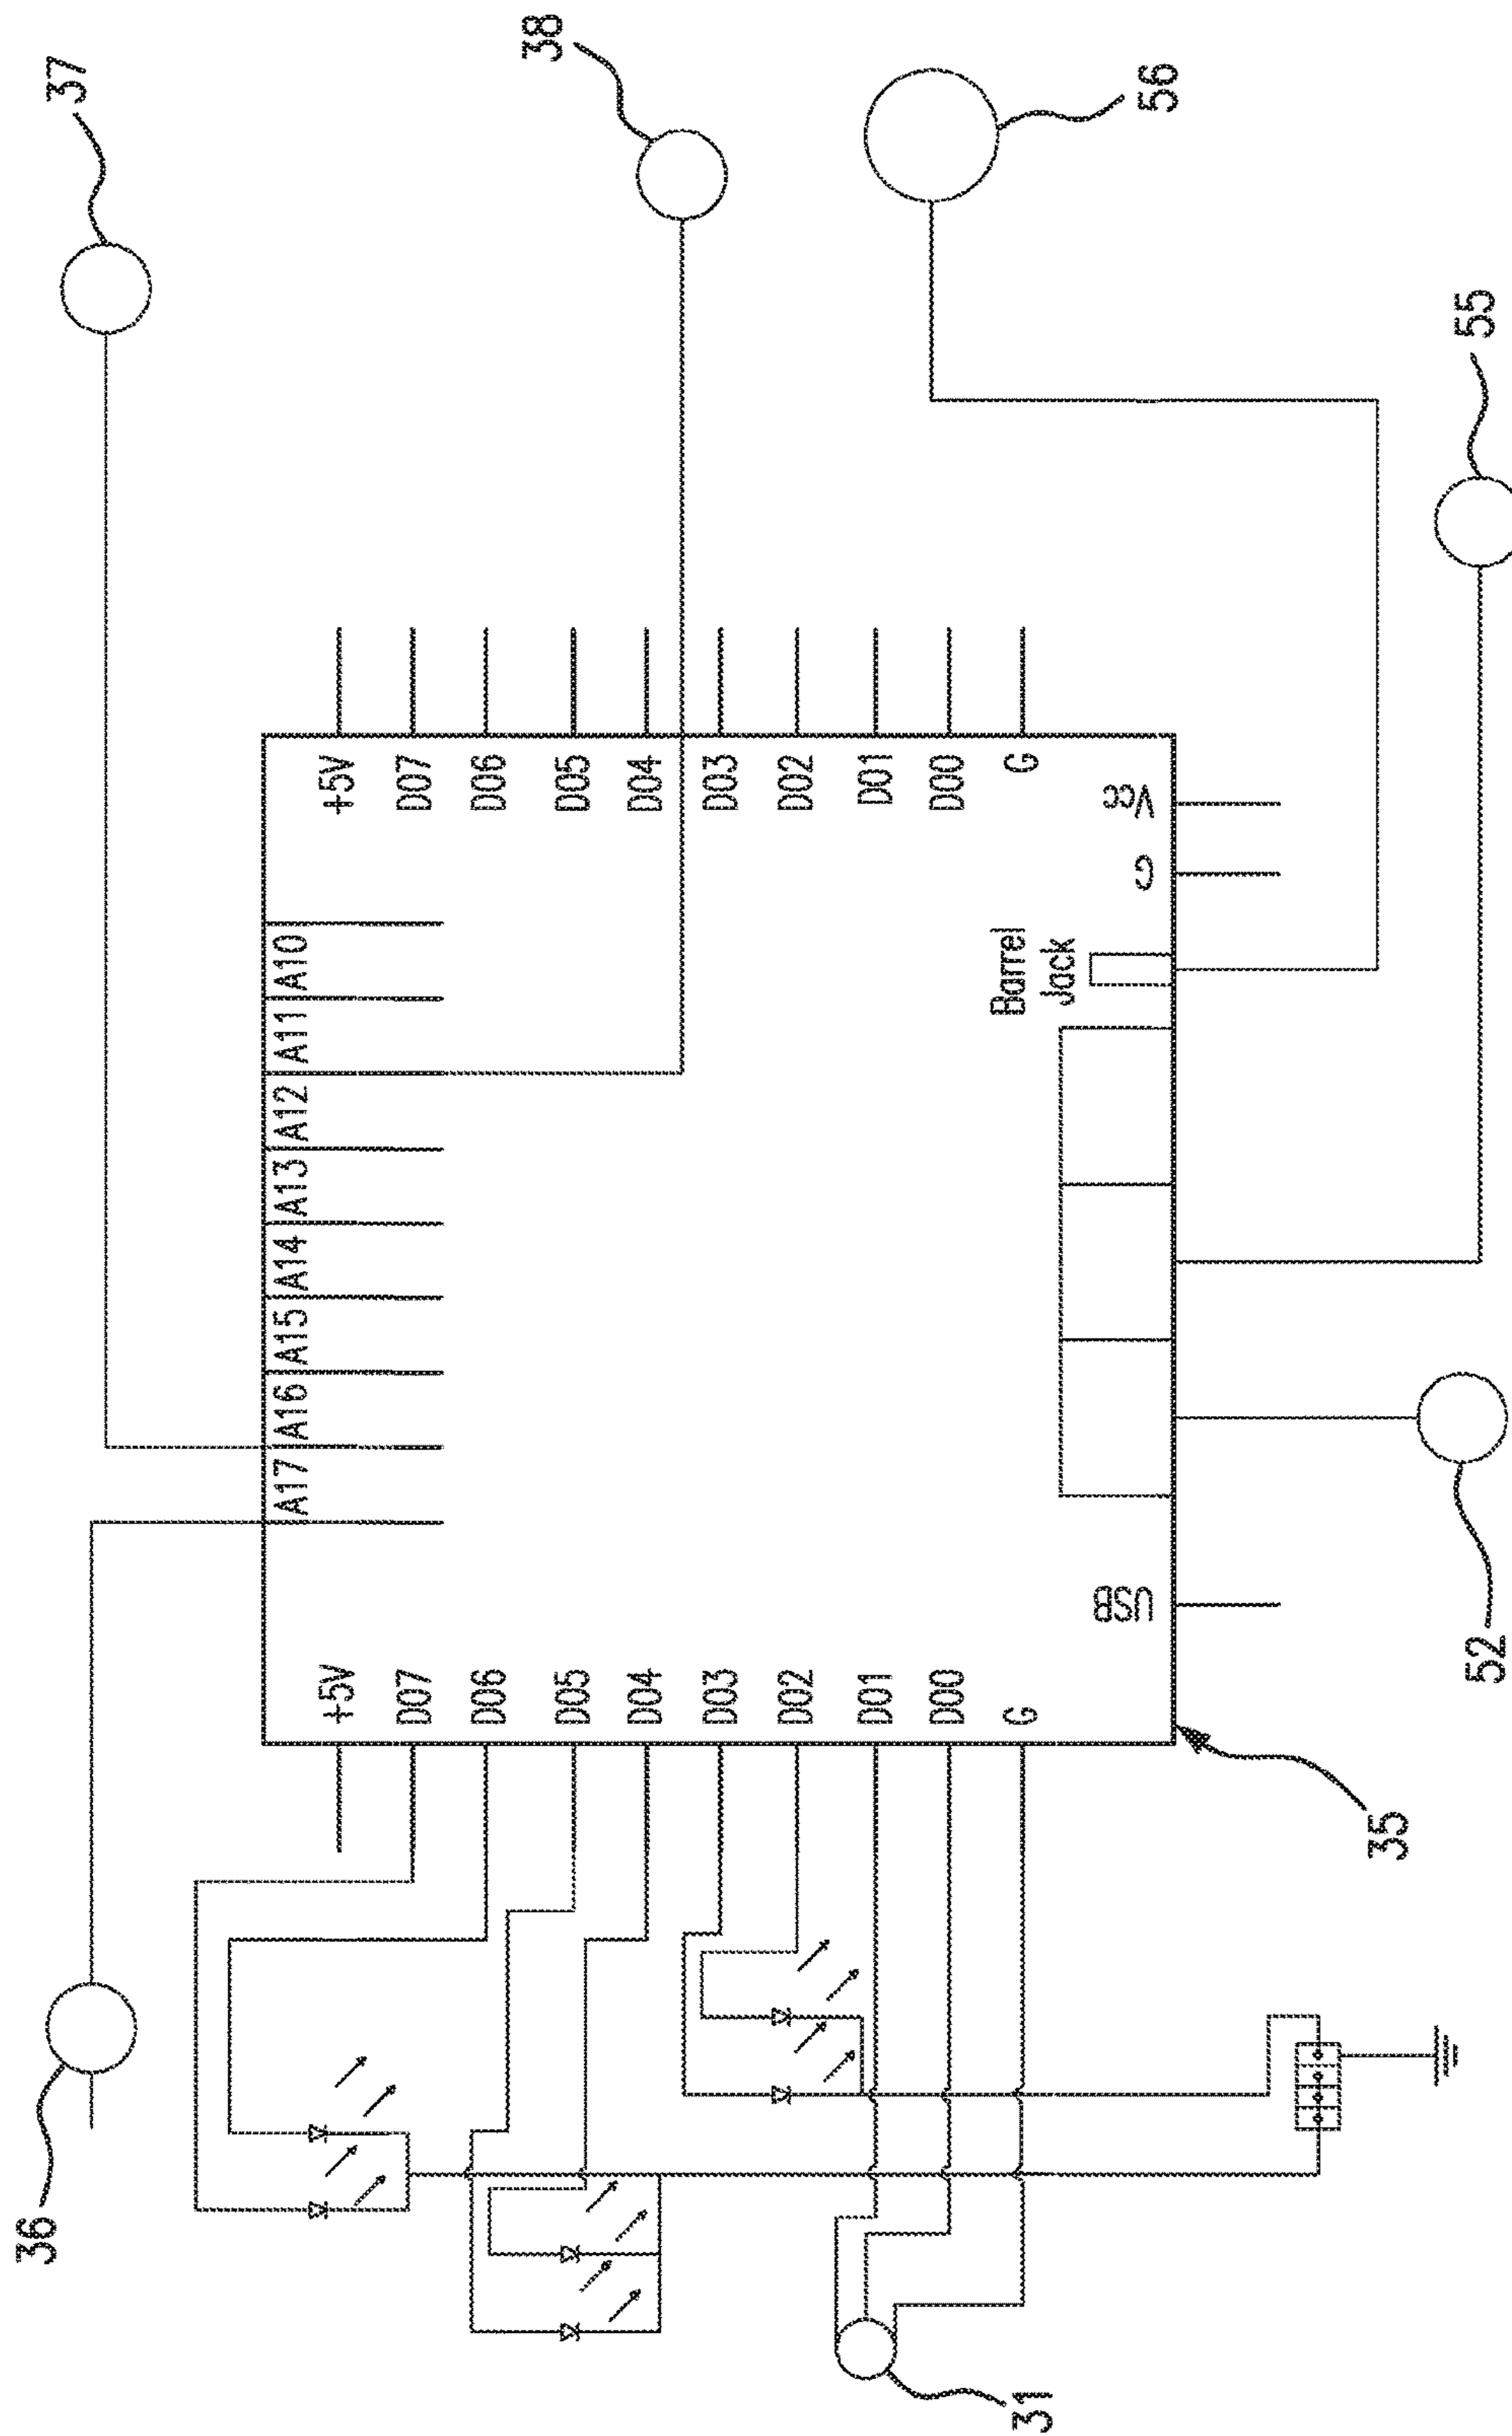 36
37
A17 A16 A15 A14 A13 A12 A11 A10
+5V +5V
D07 D07
D06 D06
38
D05 D05
D04 D04
D03 D03
D02 D02
D01 D01
D00 D00
G G
Barrel
Jack
31
USB
G
Vcc
56
35
55
52